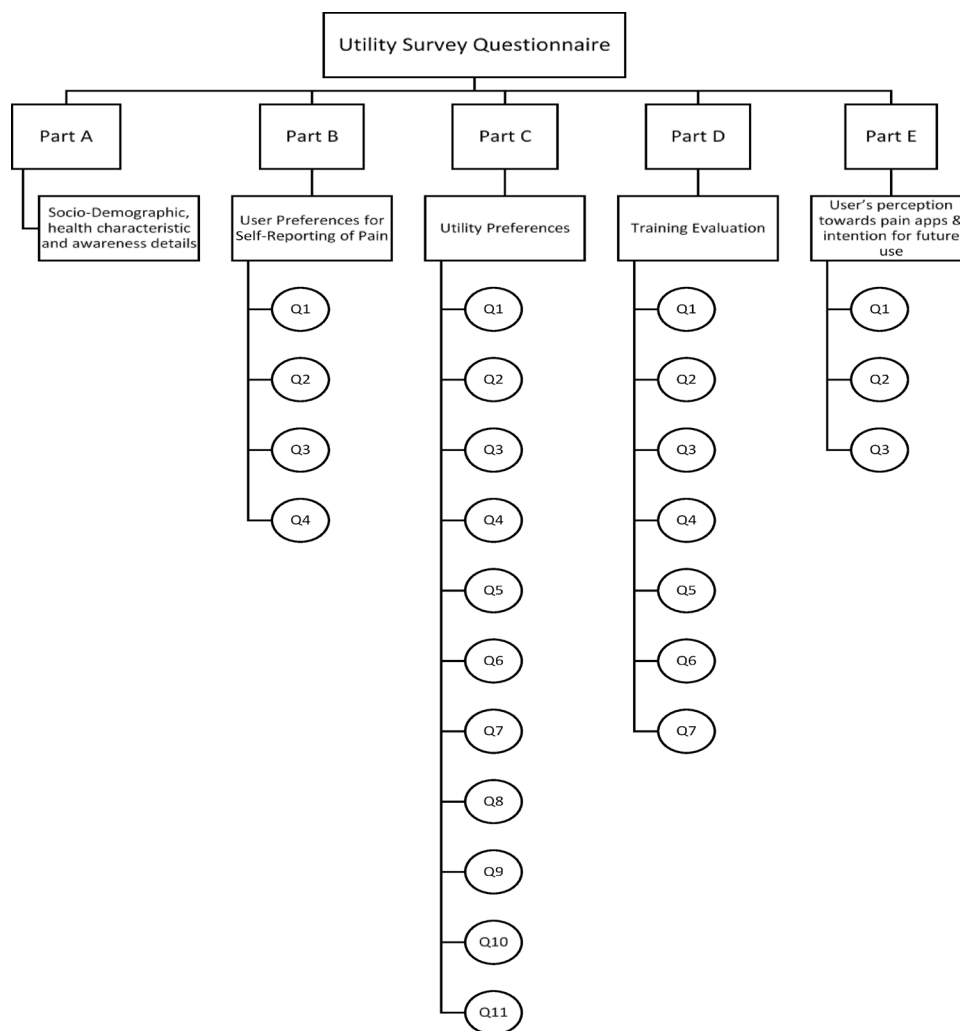 Utility Survey Questionnaire
Part A
Part B
Part C
Part D
Part E
Socio-Demographic,
health characteristic
and awareness details
User Preferences for
Self-Reporting of Pain
Utility Preferences
Training Evaluation
User’s perception
towards pain apps &
intention for future
use
Q1
Q2
Q3
Q4
Q1
Q2
Q3
Q4
Q5
Q6
Q7
Q8
Q9
Q10
Q11
Q1
Q2
Q3
Q4
Q5
Q6
Q7
Q1
Q2
Q3